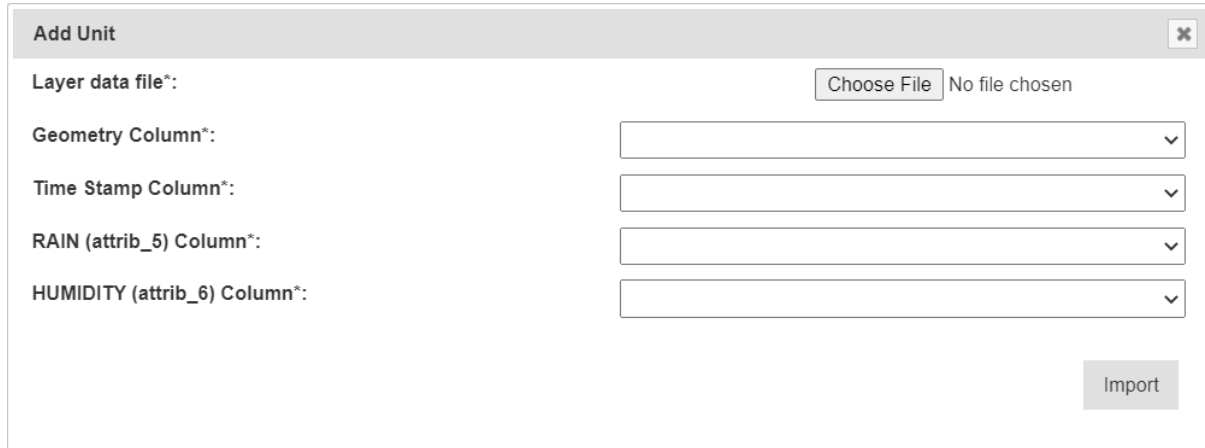 Add Unit
Layer data file*:
Choose File No file chosen
Geometry Column*:
Time Stamp Column*:
RAIN (attrib_5) Column*:
HUMIDITY (attrib_6) Column*:
Import